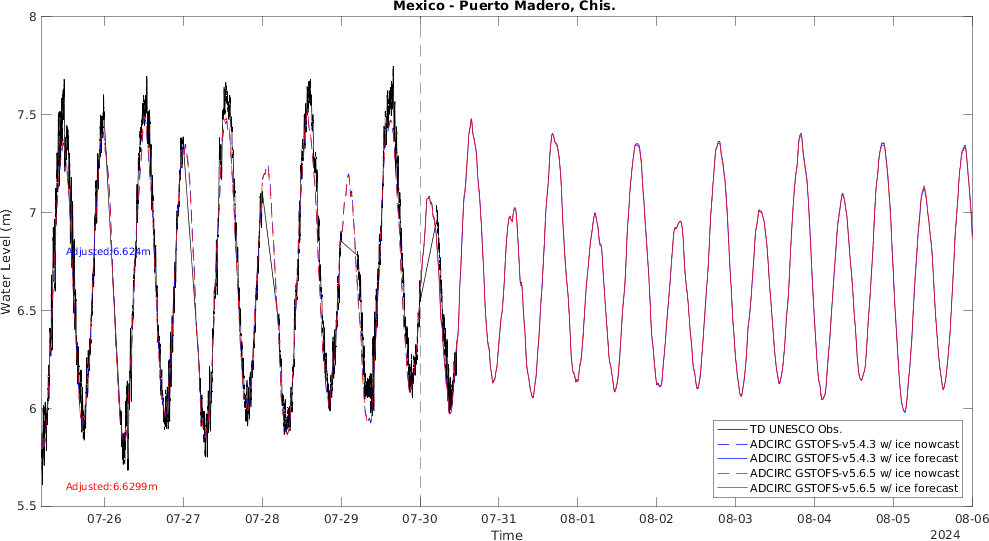 Mexico - Puerto Madero, Chis.
8
7.5
7
6.5
6
5.5
Water Level (m)
Adjusted:6.624m
Adjusted:6.6299m
TD UNESCO Obs.
ADCIRC GSTOFS-v5.4.3 w/ ice nowcast
ADCIRC GSTOFS-v5.4.3 w/ ice forecast
ADCIRC GSTOFS-v5.6.5 w/ ice nowcast
ADCIRC GSTOFS-v5.6.5 w/ ice forecast
07-26 07-27 07-28 07-29 07-30 07-31 08-01 08-02 08-03 08-04 08-05 08-06
Time
2024